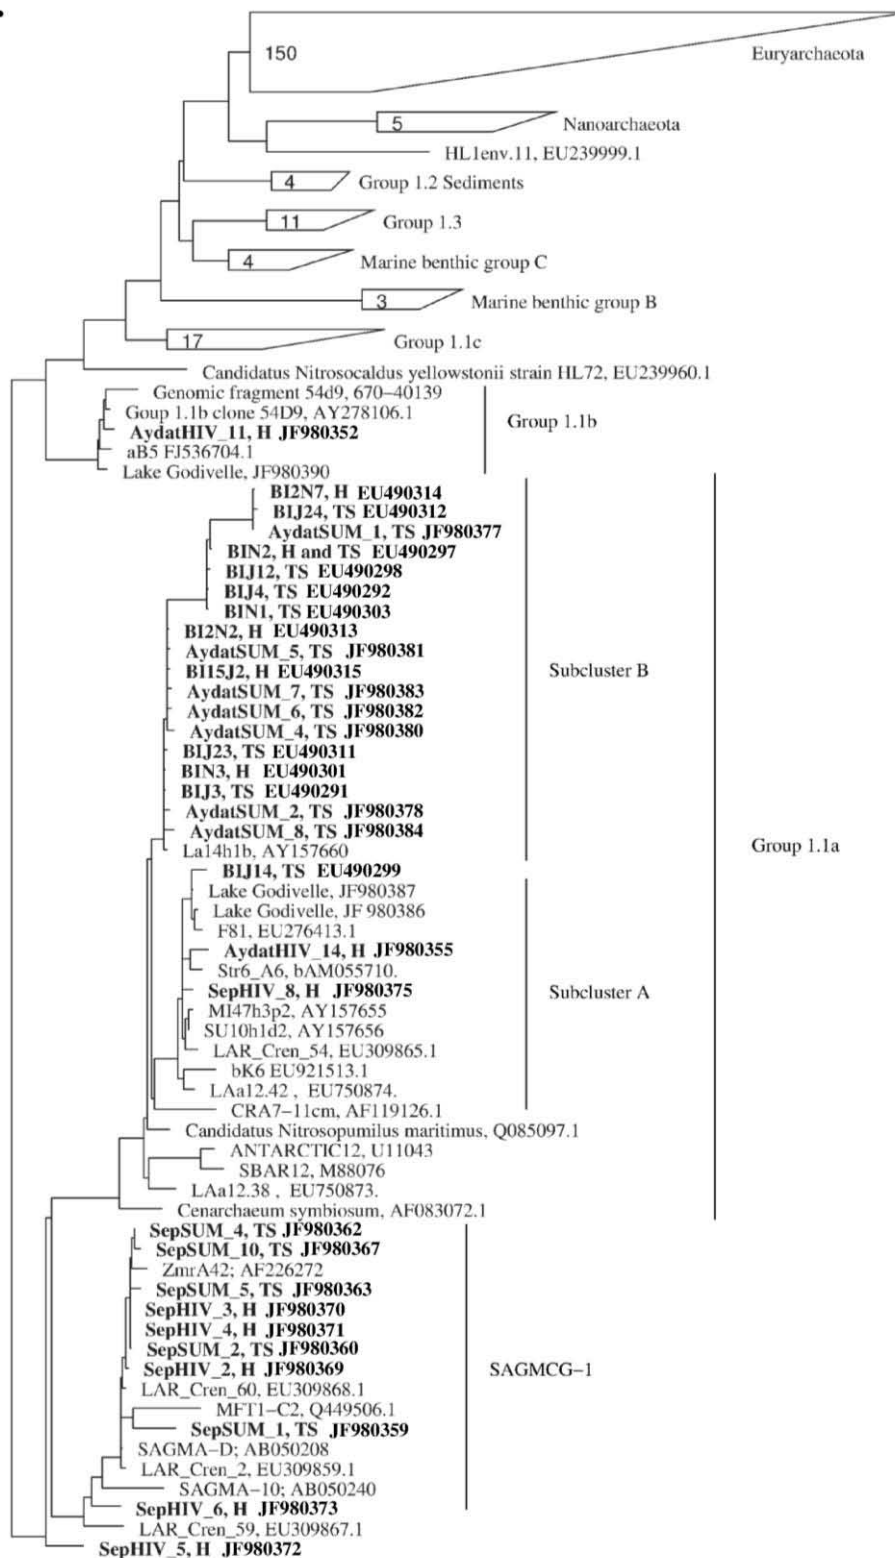 150
Euryarchaeota
5
Nanoarchaeota
HL1env.11, EU239999.1
4
Group 1.2 Sediments
11
Group 1.3
4
Marine benthic group C
3
Marine benthic group B
17
Group 1.1c
Candidatus Nitrosocaldus yellowstonii strain HL72, EU239960.1
Genomic fragment 54d9, 670−40139
Goup 1.1b clone 54D9, AY278106.1
Group 1.1b
AydatHIV_11, H JF980352
aB5 FJ536704.1
Lake Godivelle, JF980390
BI2N7, H EU490314
BIJ24, TS EU490312
AydatSUM_1, TS JF980377
BIN2, H and TS EU490297
BIJ12, TS EU490298
BIJ4, TS EU490292
BIN1, TS EU490303
BI2N2, H EU490313
AydatSUM_5, TS JF980381
BI15J2, H EU490315
Subcluster B
AydatSUM_7, TS JF980383
AydatSUM_6, TS JF980382
AydatSUM_4, TS JF980380
BIJ23, TS EU490311
BIN3, H EU490301
BIJ3, TS EU490291
AydatSUM_2, TS JF980378
AydatSUM_8, TS JF980384
Group 1.1a
La14h1b, AY157660
BIJ14, TS EU490299
Lake Godivelle, JF980387
Lake Godivelle, JF 980386
F81, EU276413.1
AydatHIV_14, H JF980355
Str6_A6, bAM055710.
SepHIV_8, H JF980375
Subcluster A
MI47h3p2, AY157655
SU10h1d2, AY157656
LAR_Cren_54, EU309865.1
bK6 EU921513.1
LAa12.42 , EU750874.
CRA7−11cm, AF119126.1
Candidatus Nitrosopumilus maritimus, Q085097.1
ANTARCTIC12, U11043
SBAR12, M88076
LAa12.38 , EU750873.
Cenarchaeum symbiosum, AF083072.1
SepSUM_4, TS JF980362
SepSUM_10, TS JF980367
ZmrA42; AF226272
SepSUM_5, TS JF980363
SepHIV_3, H JF980370
SepHIV_4, H JF980371
SepSUM_2, TS JF980360
SepHIV_2, H JF980369
SAGMCG−1
LAR_Cren_60, EU309868.1
MFT1−C2, Q449506.1
SepSUM_1, TS JF980359
SAGMA−D; AB050208
LAR_Cren_2, EU309859.1
SAGMA−10; AB050240
SepHIV_6, H JF980373
LAR_Cren_59, EU309867.1
SepHIV_5, H JF980372